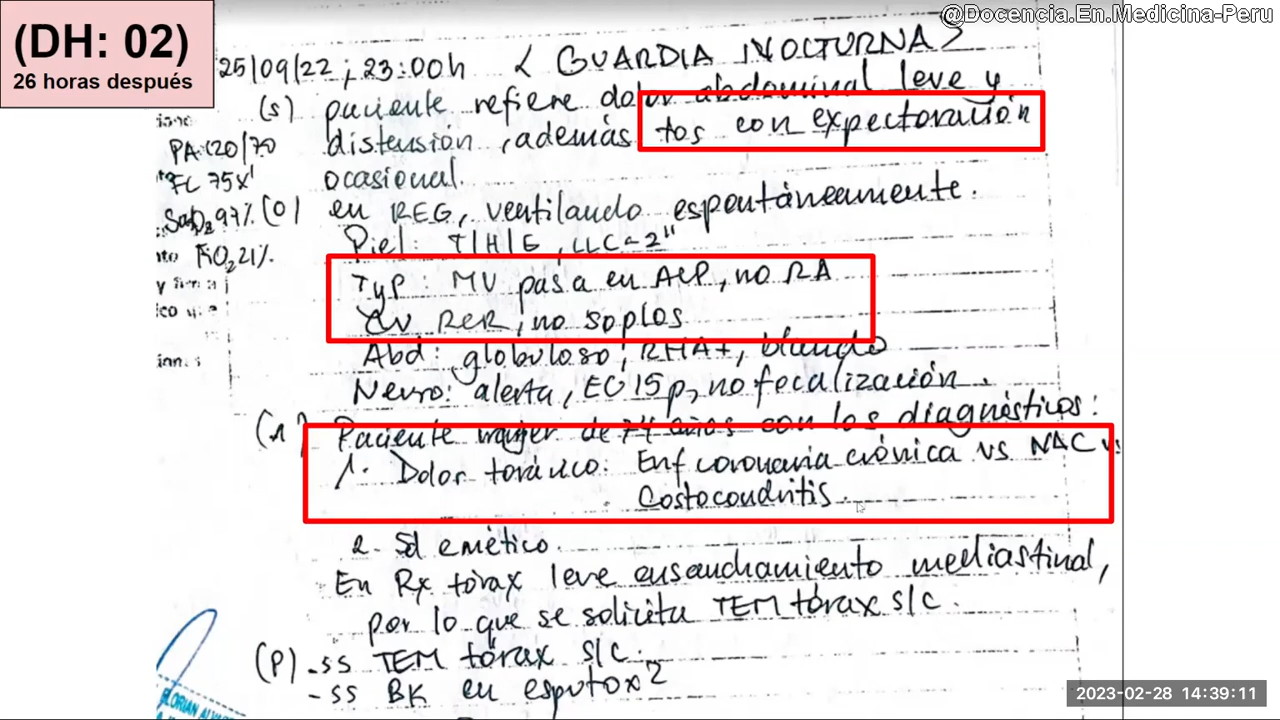 @Docencia.En.Medicina-Peru
(DH: 02)
26 horas después
25/09/22 ; 23:00h < GUARDIA NOCTURNA >
(s) paciente refiere dolor abdominal leve y
distensión, además tos con expectoración
ocasional.
PA: 120/70
FC 75x'
SatO2 97%
FiO2 21%
(O) en REG, ventilando espontáneamente.
Piel: T/H/E, LLC < 2"
TyP: MV pasa en ACP, no RA
CV RCR, no soplos
Abd: globuloso, RHA+, blando
Neuro: alerta, EG 15p, no focalización.
(A) Paciente mujer de 74 años con los diagnósticos:
1. Dolor torácico: Enf coronaria crónica vs. NAC vs
Costocondritis.
2. Sd emético.
En Rx tórax leve ensanchamiento mediastinal,
por lo que se solicita TEM tórax s/c.
(P) -ss TEM tórax s/c.
-ss BK en esputo x 2
2023-02-28 14:39:11